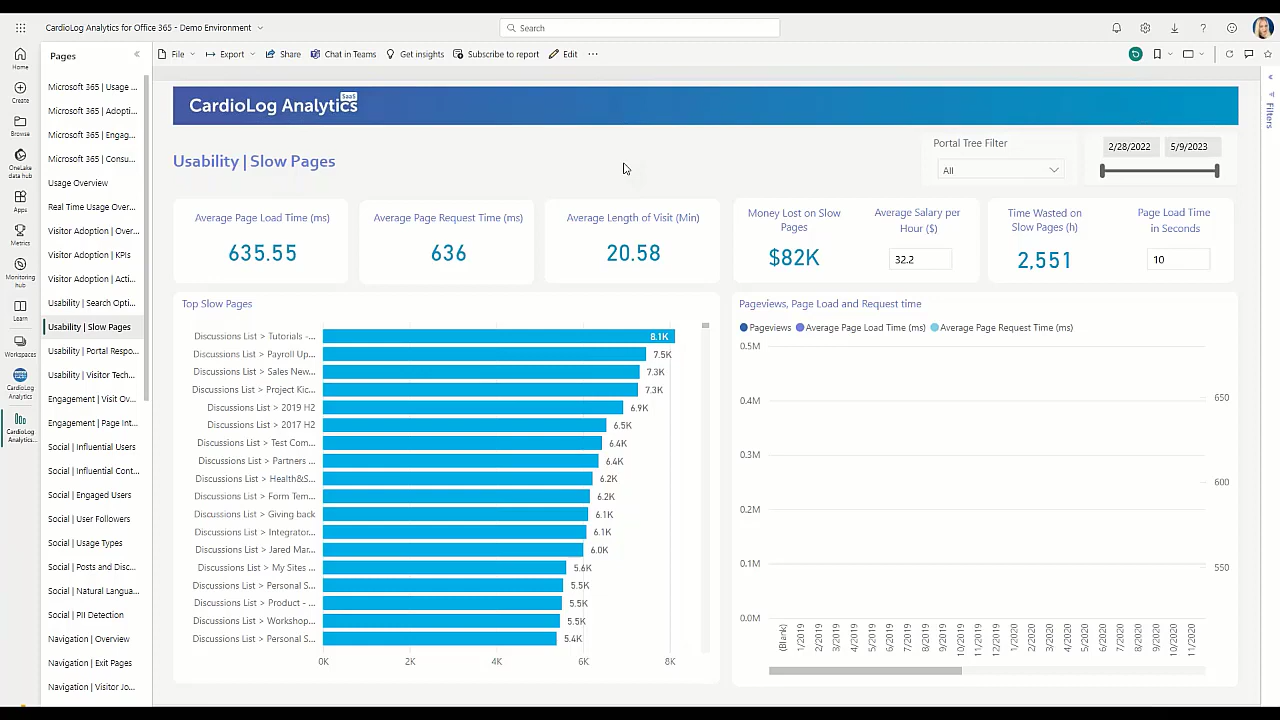 CardioLog Analytics for Office 365 - Demo Environment
Search
Home
Create
Browse
OneLake
data hub
Apps
Metrics
Monitoring
hub
Learn
Workspaces
CardioLog
Analytics
CardioLog
Analytics...
Pages
Microsoft 365 | Usage ...
Microsoft 365 | Adopti...
Microsoft 365 | Engag...
Microsoft 365 | Consu...
Usage Overview
Real Time Usage Over...
Visitor Adoption | Over...
Visitor Adoption | KPIs
Visitor Adoption | Acti...
Usability | Search Opti...
Usability | Slow Pages
Usability | Portal Respo...
Usability | Visitor Tech...
Engagement | Visit Ov...
Engagement | Page Int...
Social | Influential Users
Social | Influential Cont...
Social | Engaged Users
Social | User Followers
Social | Usage Types
Social | Posts and Disc...
Social | Natural Langua...
Social | PII Detection
Navigation | Overview
Navigation | Exit Pages
Navigation | Visitor Jo...
File Export Share Chat in Teams Get insights Subscribe to report Edit ...
CardioLog Analytics SaaS
Usability | Slow Pages
Portal Tree Filter
All
2/28/2022 5/9/2023
Filters
Average Page Load Time (ms)
635.55
Average Page Request Time (ms)
636
Average Length of Visit (Min)
20.58
Money Lost on Slow
Pages
$82K
Average Salary per
Hour ($)
32.2
Time Wasted on
Slow Pages (h)
2,551
Page Load Time
in Seconds
10
Top Slow Pages
Discussions List > Tutorials -... 8.1K
Discussions List > Payroll Up... 7.5K
Discussions List > Sales New... 7.3K
Discussions List > Project Kic... 7.3K
Discussions List > 2019 H2 6.9K
Discussions List > 2017 H2 6.5K
Discussions List > Test Com... 6.4K
Discussions List > Partners ... 6.4K
Discussions List > Health&S... 6.2K
Discussions List > Form Tem... 6.2K
Discussions List > Giving back 6.1K
Discussions List > Integrator... 6.1K
Discussions List > Jared Mar... 6.0K
Discussions List > My Sites ... 5.6K
Discussions List > Personal S... 5.5K
Discussions List > Product - ... 5.5K
Discussions List > Workshop... 5.5K
Discussions List > Personal S... 5.4K
0K 2K 4K 6K 8K
Pageviews, Page Load and Request time
Pageviews Average Page Load Time (ms) Average Page Request Time (ms)
0.5M
0.4M
0.3M
0.2M
0.1M
0.0M
650
600
550
(Blank) 1/2019 2/2019 3/2019 4/2019 5/2019 6/2019 7/2019 8/2019 9/2019 10/2019 11/2019 12/2019 1/2020 2/2020 3/2020 4/2020 5/2020 6/2020 7/2020 8/2020 9/2020 10/2020 11/2020